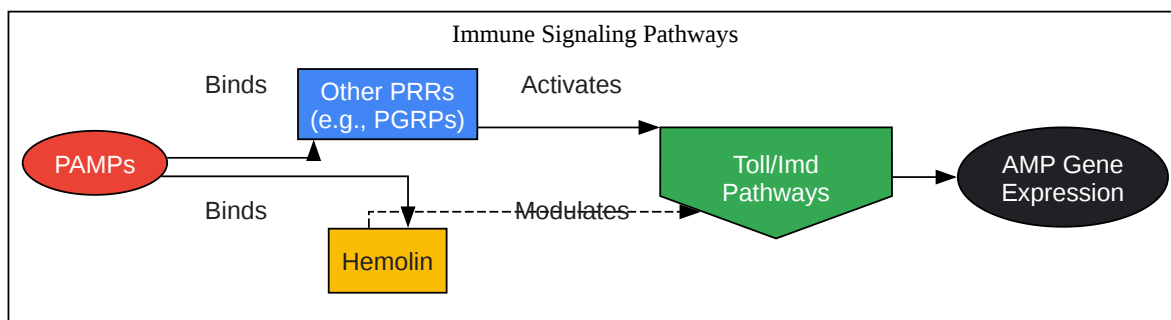 Immune Signaling Pathways
Binds
Other PRRs
(e.g., PGRPs)
Activates
PAMPs
Toll/Imd
Pathways
AMP Gene
Expression
Binds
Modulates
Hemolin